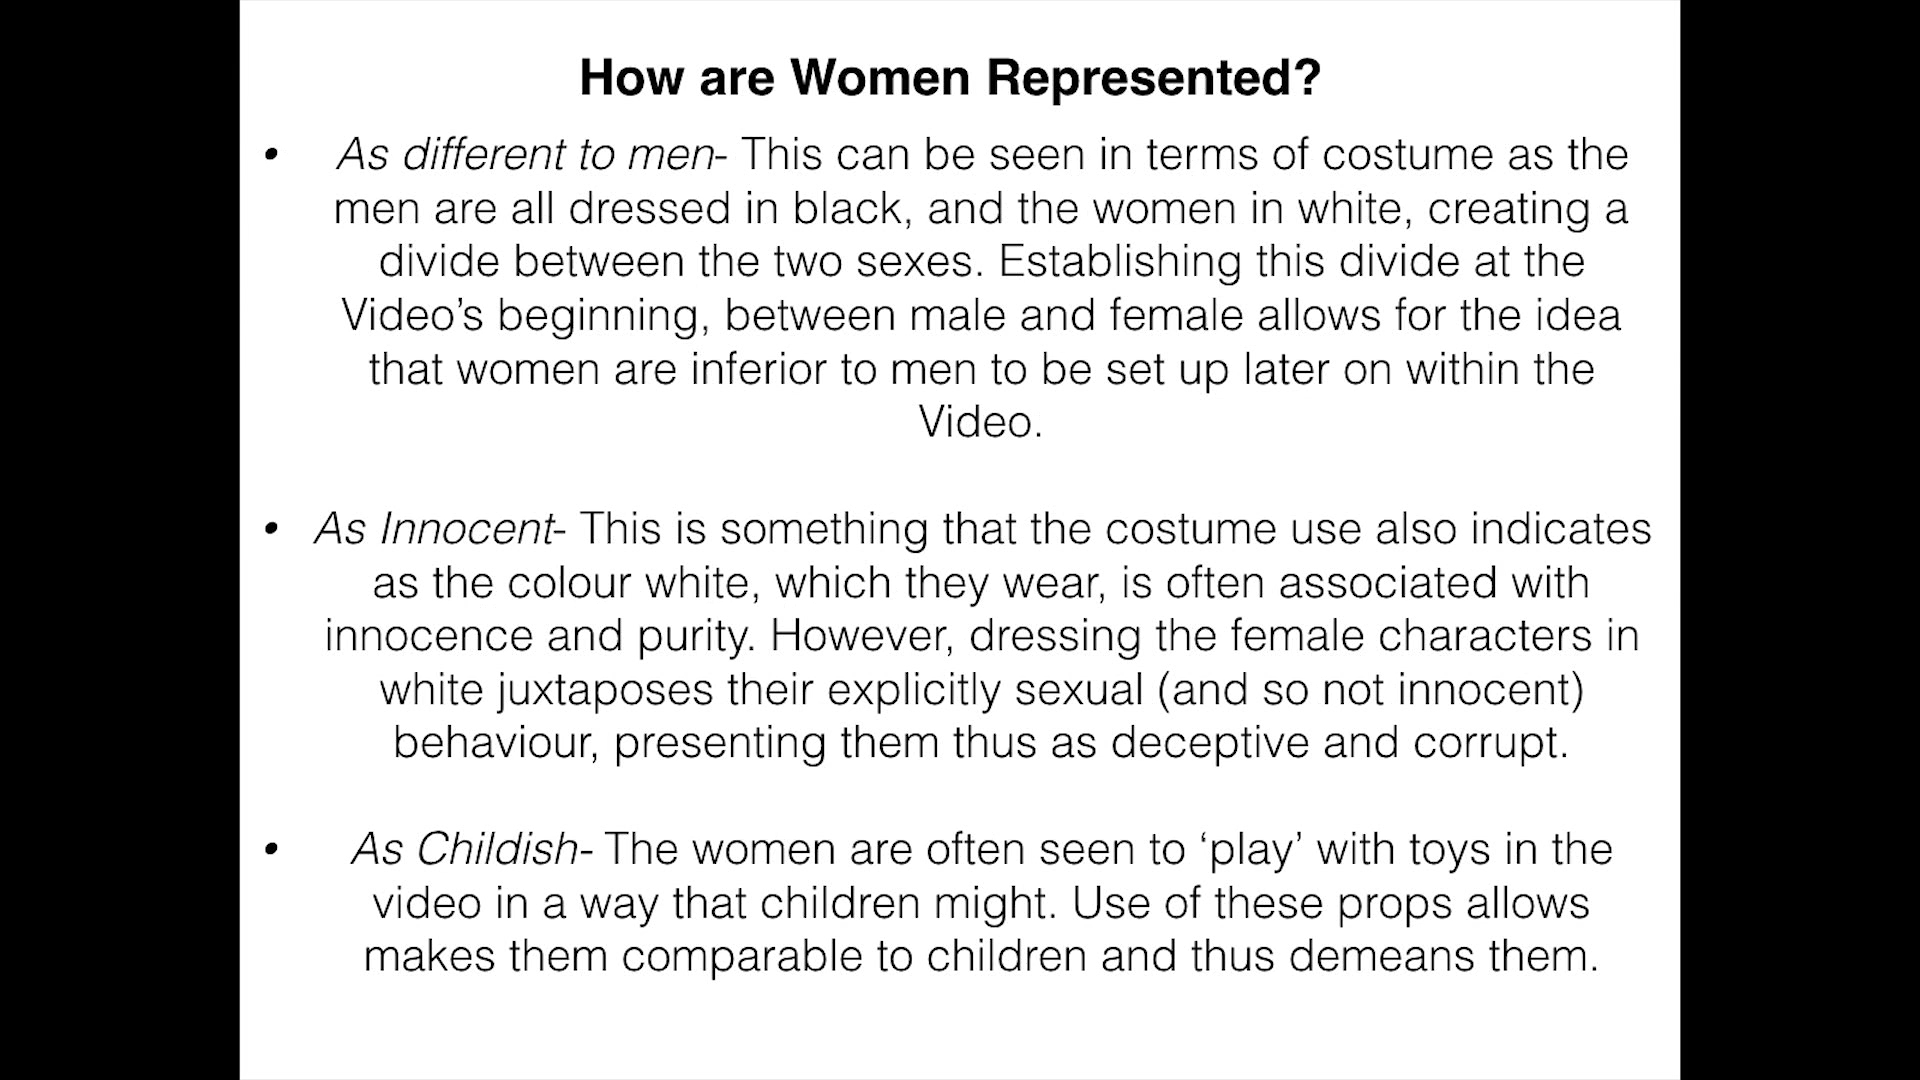 How are Women Represented?
• As different to men- This can be seen in terms of costume as the
men are all dressed in black, and the women in white, creating a
divide between the two sexes. Establishing this divide at the
Video’s beginning, between male and female allows for the idea
that women are inferior to men to be set up later on within the
Video.
• As Innocent- This is something that the costume use also indicates
as the colour white, which they wear, is often associated with
innocence and purity. However, dressing the female characters in
white juxtaposes their explicitly sexual (and so not innocent)
behaviour, presenting them thus as deceptive and corrupt.
• As Childish- The women are often seen to ‘play’ with toys in the
video in a way that children might. Use of these props allows
makes them comparable to children and thus demeans them.